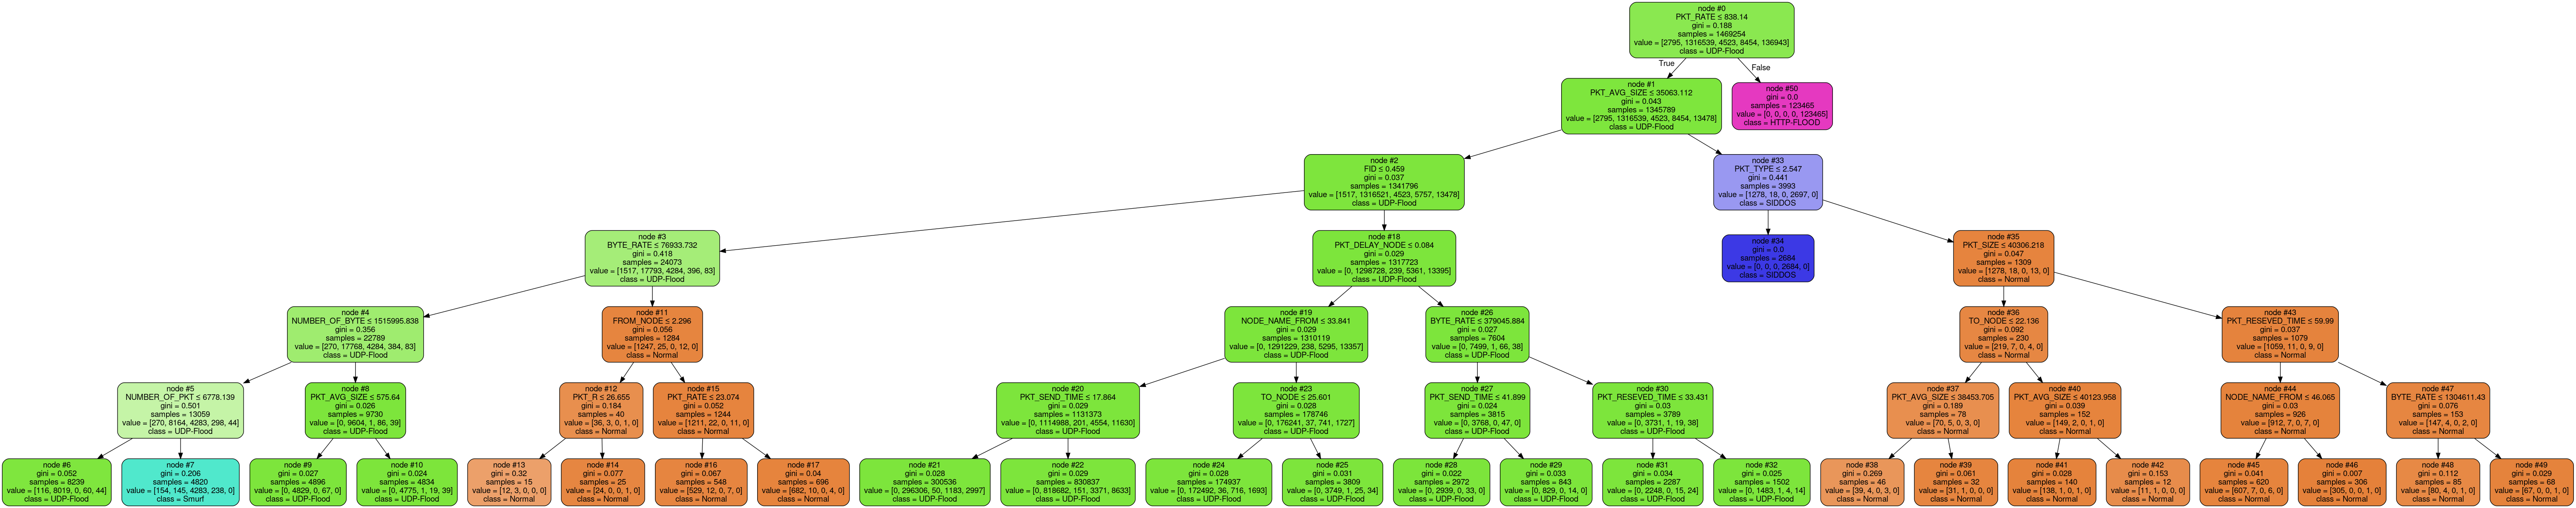 node #0
PKT_RATE ≤ 838.14
gini = 0.188
samples = 1469254
value = [2795, 1316539, 4523, 8454, 136943]
class = UDP-Flood
True
False
node #1
PKT_AVG_SIZE ≤ 35063.112
gini = 0.043
samples = 1345789
value = [2795, 1316539, 4523, 8454, 13478]
class = UDP-Flood
node #50
gini = 0.0
samples = 123465
value = [0, 0, 0, 0, 123465]
class = HTTP-FLOOD
node #2
FID ≤ 0.459
gini = 0.037
samples = 1341796
value = [1517, 1316521, 4523, 5757, 13478]
class = UDP-Flood
node #33
PKT_TYPE ≤ 2.547
gini = 0.441
samples = 3993
value = [1278, 18, 0, 2697, 0]
class = SIDDOS
node #3
BYTE_RATE ≤ 76933.732
gini = 0.418
samples = 24073
value = [1517, 17793, 4284, 396, 83]
class = UDP-Flood
node #18
PKT_DELAY_NODE ≤ 0.084
gini = 0.029
samples = 1317723
value = [0, 1298728, 239, 5361, 13395]
class = UDP-Flood
node #34
gini = 0.0
samples = 2684
value = [0, 0, 0, 2684, 0]
class = SIDDOS
node #35
PKT_SIZE ≤ 40306.218
gini = 0.047
samples = 1309
value = [1278, 18, 0, 13, 0]
class = Normal
node #4
NUMBER_OF_BYTE ≤ 1515995.838
gini = 0.356
samples = 22789
value = [270, 17768, 4284, 384, 83]
class = UDP-Flood
node #11
FROM_NODE ≤ 2.296
gini = 0.056
samples = 1284
value = [1247, 25, 0, 12, 0]
class = Normal
node #19
NODE_NAME_FROM ≤ 33.841
gini = 0.029
samples = 1310119
value = [0, 1291229, 238, 5295, 13357]
class = UDP-Flood
node #26
BYTE_RATE ≤ 379045.884
gini = 0.027
samples = 7604
value = [0, 7499, 1, 66, 38]
class = UDP-Flood
node #36
TO_NODE ≤ 22.136
gini = 0.092
samples = 230
value = [219, 7, 0, 4, 0]
class = Normal
node #43
PKT_RESEVED_TIME ≤ 59.99
gini = 0.037
samples = 1079
value = [1059, 11, 0, 9, 0]
class = Normal
node #5
NUMBER_OF_PKT ≤ 6778.139
gini = 0.501
samples = 13059
value = [270, 8164, 4283, 298, 44]
class = UDP-Flood
node #8
PKT_AVG_SIZE ≤ 575.64
gini = 0.026
samples = 9730
value = [0, 9604, 1, 86, 39]
class = UDP-Flood
node #12
PKT_R ≤ 26.655
gini = 0.184
samples = 40
value = [36, 3, 0, 1, 0]
class = Normal
node #15
PKT_RATE ≤ 23.074
gini = 0.052
samples = 1244
value = [1211, 22, 0, 11, 0]
class = Normal
node #20
PKT_SEND_TIME ≤ 17.864
gini = 0.029
samples = 1131373
value = [0, 1114988, 201, 4554, 11630]
class = UDP-Flood
node #23
TO_NODE ≤ 25.601
gini = 0.028
samples = 178746
value = [0, 176241, 37, 741, 1727]
class = UDP-Flood
node #27
PKT_SEND_TIME ≤ 41.899
gini = 0.024
samples = 3815
value = [0, 3768, 0, 47, 0]
class = UDP-Flood
node #30
PKT_RESEVED_TIME ≤ 33.431
gini = 0.03
samples = 3789
value = [0, 3731, 1, 19, 38]
class = UDP-Flood
node #37
PKT_AVG_SIZE ≤ 38453.705
gini = 0.189
samples = 78
value = [70, 5, 0, 3, 0]
class = Normal
node #40
PKT_AVG_SIZE ≤ 40123.958
gini = 0.039
samples = 152
value = [149, 2, 0, 1, 0]
class = Normal
node #44
NODE_NAME_FROM ≤ 46.065
gini = 0.03
samples = 926
value = [912, 7, 0, 7, 0]
class = Normal
node #47
BYTE_RATE ≤ 1304611.43
gini = 0.076
samples = 153
value = [147, 4, 0, 2, 0]
class = Normal
node #6
gini = 0.052
samples = 8239
value = [116, 8019, 0, 60, 44]
class = UDP-Flood
node #7
gini = 0.206
samples = 4820
value = [154, 145, 4283, 238, 0]
class = Smurf
node #9
gini = 0.027
samples = 4896
value = [0, 4829, 0, 67, 0]
class = UDP-Flood
node #10
gini = 0.024
samples = 4834
value = [0, 4775, 1, 19, 39]
class = UDP-Flood
node #13
gini = 0.32
samples = 15
value = [12, 3, 0, 0, 0]
class = Normal
node #14
gini = 0.077
samples = 25
value = [24, 0, 0, 1, 0]
class = Normal
node #16
gini = 0.067
samples = 548
value = [529, 12, 0, 7, 0]
class = Normal
node #17
gini = 0.04
samples = 696
value = [682, 10, 0, 4, 0]
class = Normal
node #21
gini = 0.028
samples = 300536
value = [0, 296306, 50, 1183, 2997]
class = UDP-Flood
node #22
gini = 0.029
samples = 830837
value = [0, 818682, 151, 3371, 8633]
class = UDP-Flood
node #24
gini = 0.028
samples = 174937
value = [0, 172492, 36, 716, 1693]
class = UDP-Flood
node #25
gini = 0.031
samples = 3809
value = [0, 3749, 1, 25, 34]
class = UDP-Flood
node #28
gini = 0.022
samples = 2972
value = [0, 2939, 0, 33, 0]
class = UDP-Flood
node #29
gini = 0.033
samples = 843
value = [0, 829, 0, 14, 0]
class = UDP-Flood
node #31
gini = 0.034
samples = 2287
value = [0, 2248, 0, 15, 24]
class = UDP-Flood
node #32
gini = 0.025
samples = 1502
value = [0, 1483, 1, 4, 14]
class = UDP-Flood
node #38
gini = 0.269
samples = 46
value = [39, 4, 0, 3, 0]
class = Normal
node #39
gini = 0.061
samples = 32
value = [31, 1, 0, 0, 0]
class = Normal
node #41
gini = 0.028
samples = 140
value = [138, 1, 0, 1, 0]
class = Normal
node #42
gini = 0.153
samples = 12
value = [11, 1, 0, 0, 0]
class = Normal
node #45
gini = 0.041
samples = 620
value = [607, 7, 0, 6, 0]
class = Normal
node #46
gini = 0.007
samples = 306
value = [305, 0, 0, 1, 0]
class = Normal
node #48
gini = 0.112
samples = 85
value = [80, 4, 0, 1, 0]
class = Normal
node #49
gini = 0.029
samples = 68
value = [67, 0, 0, 1, 0]
class = Normal